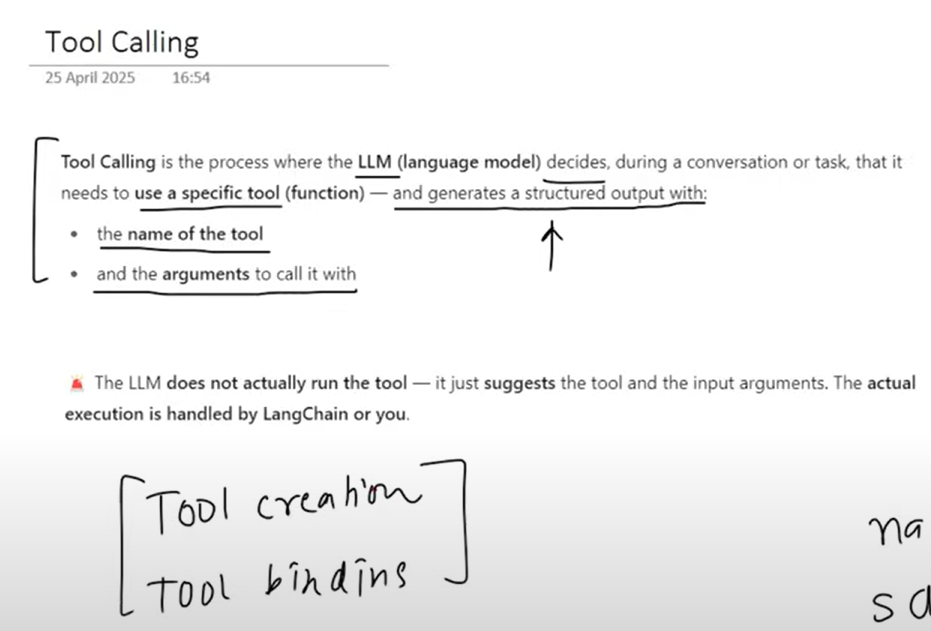 Tool Calling
25 April 2025 16:54
Tool Calling is the process where the LLM (language model) decides, during a conversation or task, that it
needs to use a specific tool (function) — and generates a structured output with:
• the name of the tool
• and the arguments to call it with
🚨 The LLM does not actually run the tool — it just suggests the tool and the input arguments. The actual
execution is handled by LangChain or you.
Tool creation
na
Tool binding